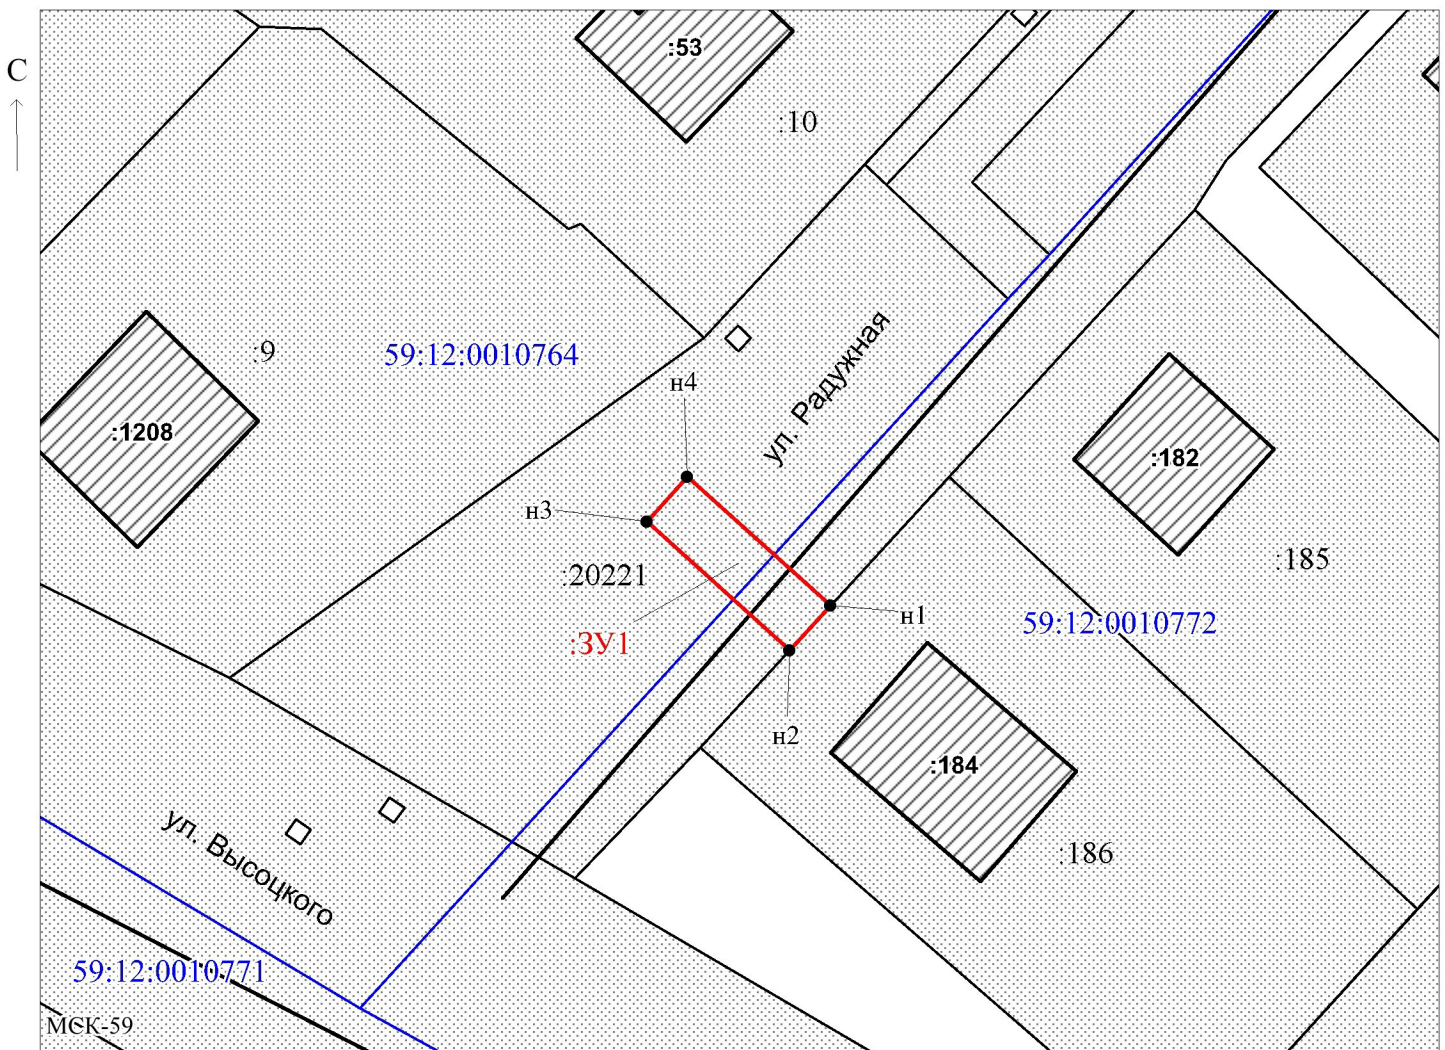 :53
С
:10
:9
59:12:0010764
ул. Радужная
н4
:1208
:182
н3
:185
:20221
н1
59:12:0010772
:ЗУ1
н2
:184
:186
ул. Высоцкого
59:12:0010771
МСК-59